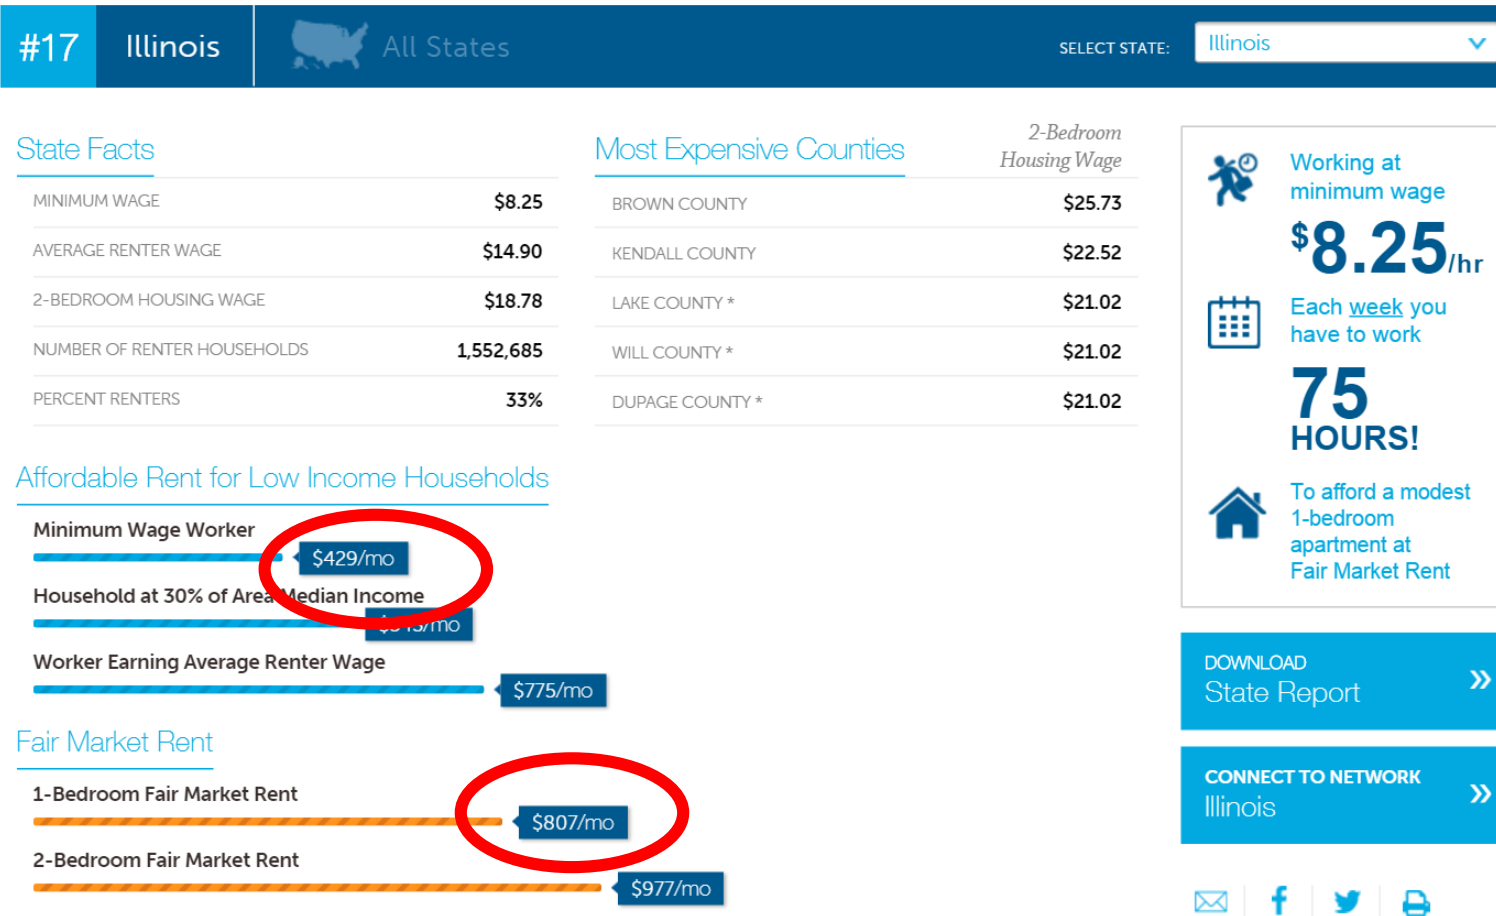 #17 Illinois All States SELECT STATE: Illinois
State Facts
MINIMUM WAGE $8.25
AVERAGE RENTER WAGE $14.90
2-BEDROOM HOUSING WAGE $18.78
NUMBER OF RENTER HOUSEHOLDS 1,552,685
PERCENT RENTERS 33%
Most Expensive Counties
2-Bedroom
Housing Wage
BROWN COUNTY $25.73
KENDALL COUNTY $22.52
LAKE COUNTY * $21.02
WILL COUNTY * $21.02
DUPAGE COUNTY * $21.02
Affordable Rent for Low Income Households
Minimum Wage Worker
$429/mo
Household at 30% of Area Median Income
/mo
Worker Earning Average Renter Wage
$775/mo
Fair Market Rent
1-Bedroom Fair Market Rent
$807/mo
2-Bedroom Fair Market Rent
$977/mo
Working at
minimum wage
$8.25/hr
Each week you
have to work
75
HOURS!
To afford a modest
1-bedroom
apartment at
Fair Market Rent
DOWNLOAD
State Report
CONNECT TO NETWORK
Illinois